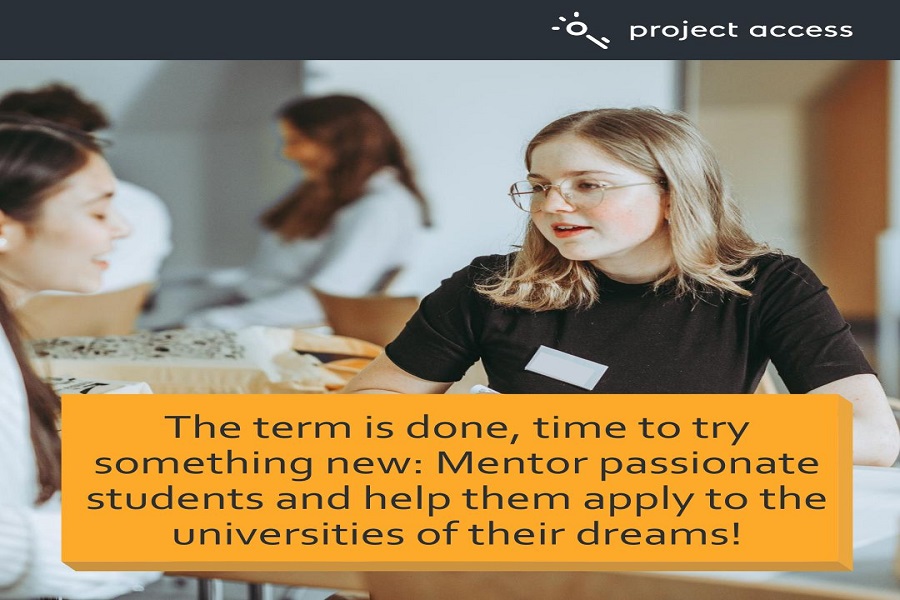 project access
The term is done, time to try
something new: Mentor passionate
students and help them apply to the
universities of their dreams!